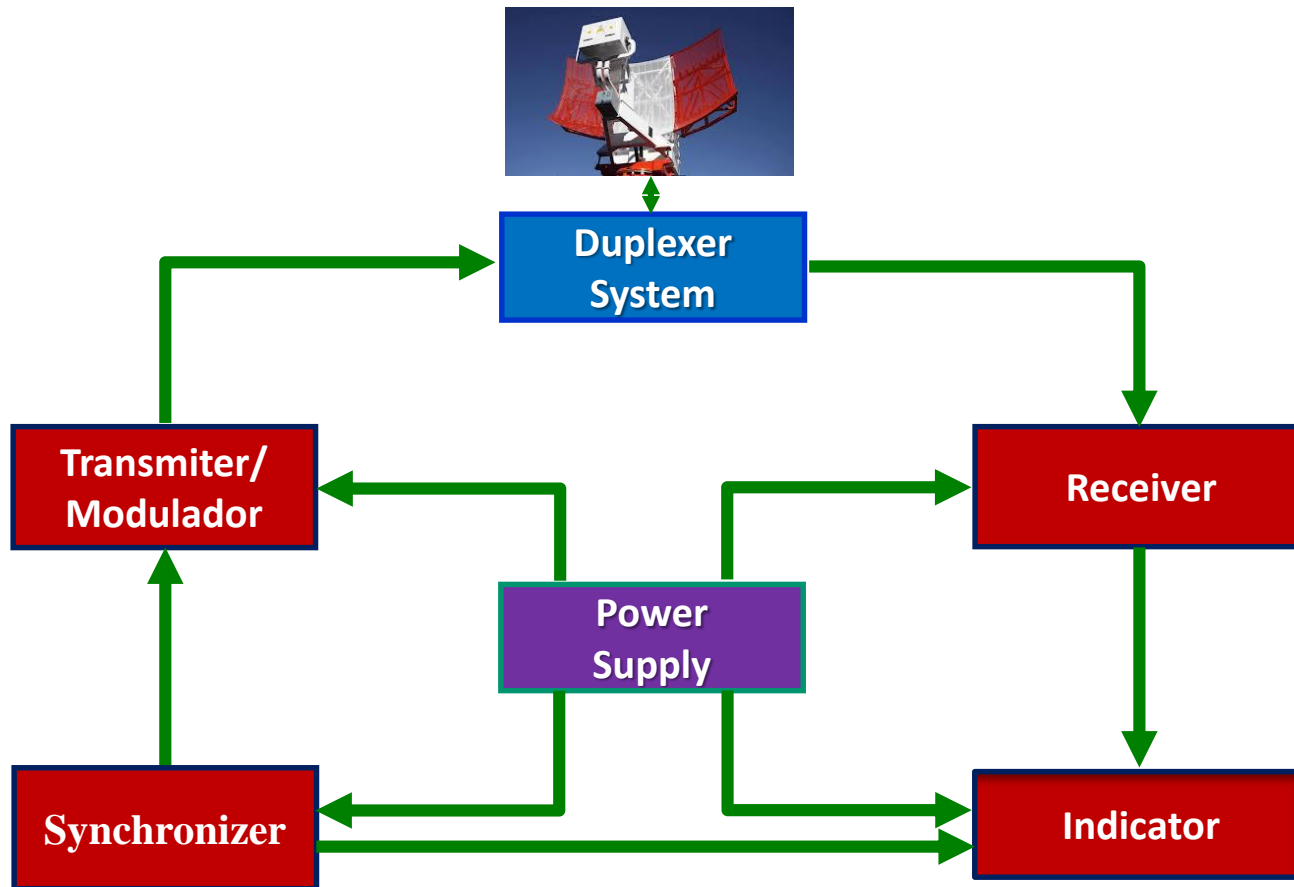 Duplexer
System
Transmiter/
Modulador
Receiver
Power
Supply
Synchronizer
Indicator